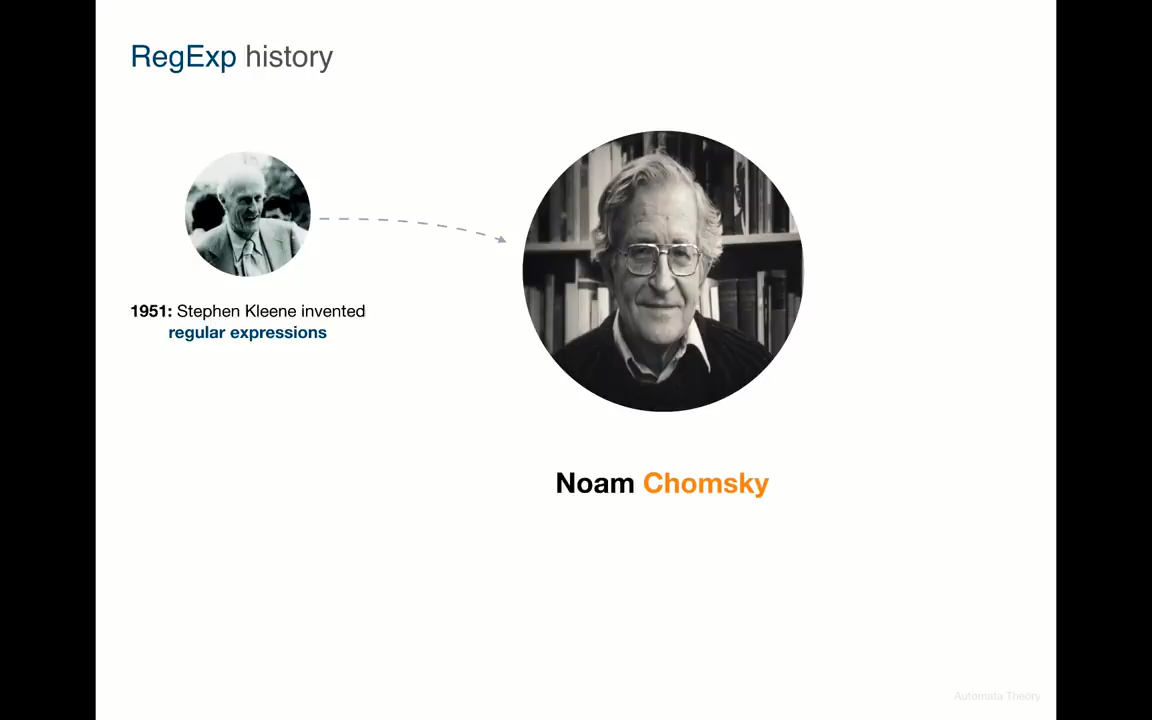 RegExp history
1951: Stephen Kleene invented
regular expressions
Noam Chomsky
Automata Theory